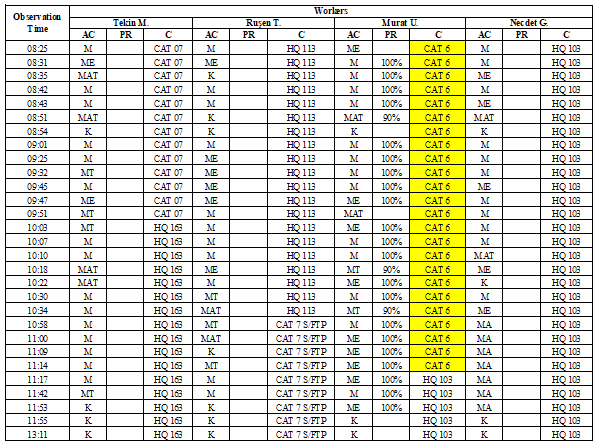 Observation Time Workers
Tekin M. Ruşen T. Murat U. Necdet G.
AC PR C AC PR C AC PR C AC PR C
08:25 M CAT 07 M HQ 113 ME CAT 6 M HQ 103
08:31 ME CAT 07 ME HQ 113 M 100% CAT 6 M HQ 103
08:35 MAT CAT 07 K HQ 113 M 100% CAT 6 ME HQ 103
08:42 M CAT 07 M HQ 113 M 100% CAT 6 M HQ 103
08:43 M CAT 07 M HQ 113 M 100% CAT 6 ME HQ 103
08:51 MAT CAT 07 K HQ 113 MAT 90% CAT 6 MAT HQ 103
08:54 K CAT 07 K HQ 113 K CAT 6 K HQ 103
09:01 M CAT 07 M HQ 113 M 100% CAT 6 M HQ 103
09:25 M CAT 07 ME HQ 113 M 100% CAT 6 M HQ 103
09:32 MT CAT 07 ME HQ 113 M 100% CAT 6 M HQ 103
09:45 M CAT 07 M HQ 113 M 100% CAT 6 ME HQ 103
09:47 ME CAT 07 ME HQ 113 ME 100% CAT 6 M HQ 103
09:51 MT CAT 07 M HQ 113 MAT CAT 6 M HQ 103
10:03 MT HQ 163 M HQ 113 ME 100% CAT 6 M HQ 103
10:07 M HQ 163 M HQ 113 M 100% CAT 6 M HQ 103
10:10 M HQ 163 M HQ 113 M 100% CAT 6 MAT HQ 103
10:18 MAT HQ 163 ME HQ 113 MT 90% CAT 6 ME HQ 103
10:22 MAT HQ 163 M HQ 113 ME 100% CAT 6 K HQ 103
10:30 M HQ 163 MT HQ 113 M 100% CAT 6 M HQ 103
10:34 M HQ 163 MAT HQ 113 MT 90% CAT 6 ME HQ 103
10:58 M HQ 163 MT CAT 7 S/FTP M 100% CAT 6 MA HQ 103
11:00 M HQ 163 MAT CAT 7 S/FTP ME 100% CAT 6 MA HQ 103
11:09 M HQ 163 K CAT 7 S/FTP ME 100% CAT 6 MA HQ 103
11:14 M HQ 163 MT CAT 7 S/FTP ME 100% CAT 6 MA HQ 103
11:17 M HQ 163 M CAT 7 S/FTP ME 100% HQ 103 MA HQ 103
11:42 MT HQ 163 M CAT 7 S/FTP M 100% HQ 103 MA HQ 103
11:53 K HQ 163 K CAT 7 S/FTP ME 100% HQ 103 MA HQ 103
11:55 K HQ 163 K CAT 7 S/FTP K HQ 103 K HQ 103
13:11 K HQ 163 K CAT 7 S/FTP K HQ 103 K HQ 103